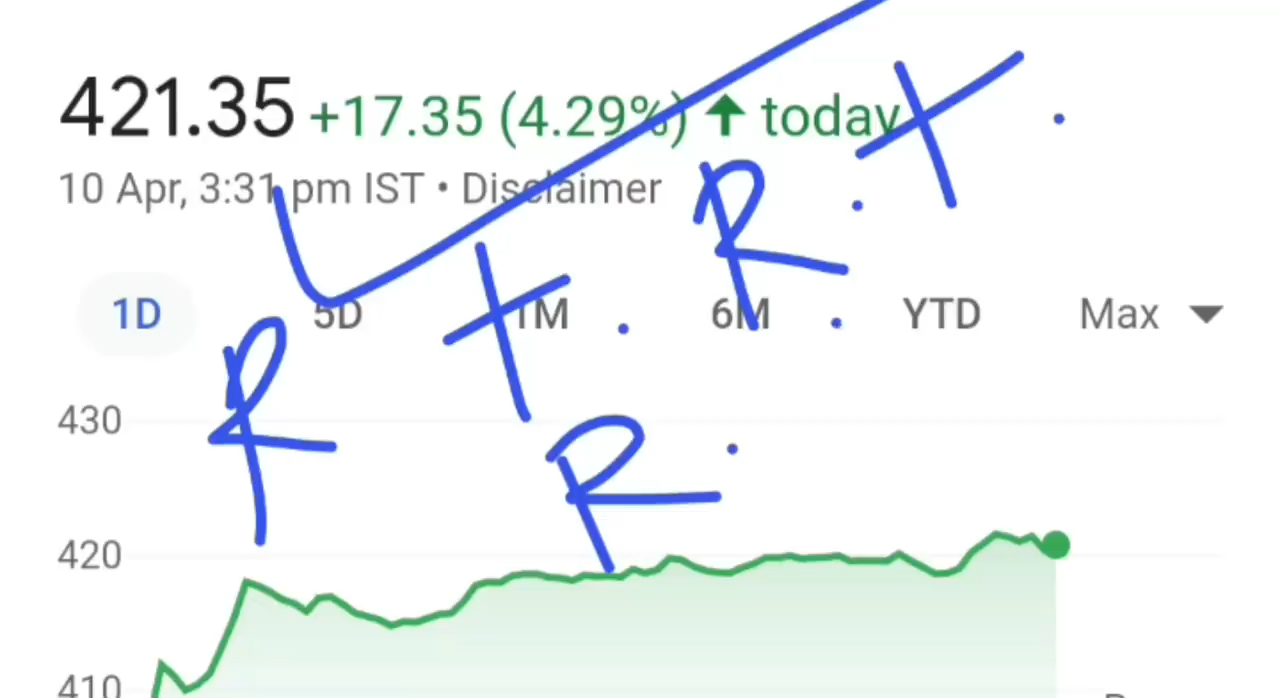 421.35 +17.35 (4.29%) ↑ today
10 Apr, 3:31 pm IST • Disclaimer
1D 5D 1M 6M YTD Max
R R R
430
420
410